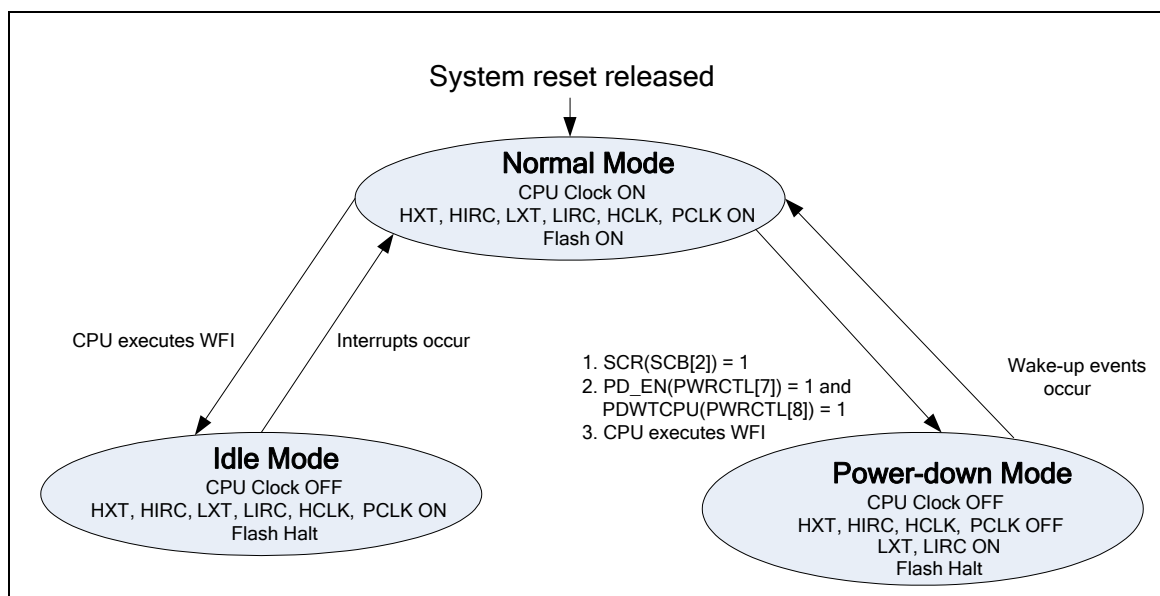 System reset released
Normal Mode
CPU Clock ON
HXT, HIRC, LXT, LIRC, HCLK, PCLK ON
Flash ON
CPU executes WFI
Interrupts occur
1. SCR(SCB[2]) = 1
2. PD_EN(PWRCTL[7]) = 1 and
PDWTCPU(PWRCTL[8]) = 1
3. CPU executes WFI
Wake-up events
occur
Idle Mode
CPU Clock OFF
HXT, HIRC, LXT, LIRC, HCLK, PCLK ON
Flash Halt
Power-down Mode
CPU Clock OFF
HXT, HIRC, HCLK, PCLK OFF
LXT, LIRC ON
Flash Halt